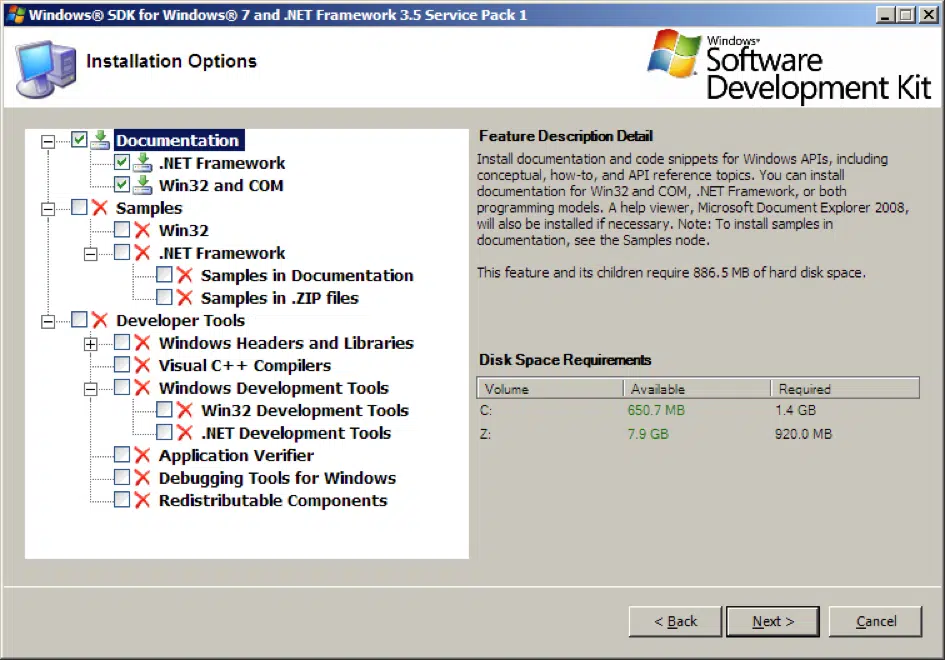 Windows® SDK for Windows® 7 and .NET Framework 3.5 Service Pack 1
Installation Options
Windows®
Software
Development Kit
Documentation
.NET Framework
Win32 and COM
Samples
Win32
.NET Framework
Samples in Documentation
Samples in .ZIP files
Developer Tools
Windows Headers and Libraries
Visual C++ Compilers
Windows Development Tools
Win32 Development Tools
.NET Development Tools
Application Verifier
Debugging Tools for Windows
Redistributable Components
Feature Description Detail
Install documentation and code snippets for Windows APIs, including
conceptual, how-to, and API reference topics. You can install
documentation for Win32 and COM, .NET Framework, or both
programming models. A help viewer, Microsoft Document Explorer 2008,
will also be installed if necessary. Note: To install samples in
documentation, see the Samples node.
This feature and its children require 886.5 MB of hard disk space.
Disk Space Requirements
Volume Available Required
C: 650.7 MB 1.4 GB
Z: 7.9 GB 920.0 MB
< Back Next > Cancel